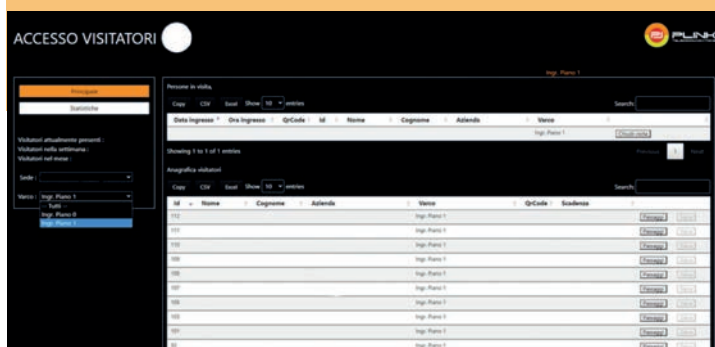 ACCESSO VISITATORI
PLINK
Ingr. Piano 1
Principale
Statistiche
Visitatori attualmente presenti :
Visitatori nella settimana :
Visitatori nel mese :
Sede :
Varco : Ingr. Piano 1
-- Tutti --
Ingr. Piano 0
Ingr. Piano 1
Persone in visita,
Copy CSV Excel Show 10 entries Search:
Data ingresso Ora ingresso QrCode Id Nome Cognome Azienda Varco
Ingr. Piano 1 Chiudi visita
Showing 1 to 1 of 1 entries Previous 1 Next
Anagrafica visitatori
Copy CSV Excel Show 10 entries Search:
Id Nome Cognome Azienda Varco QrCode Scadenza
112 Ingr. Piano 1 Passaggi
111 Ingr. Piano 1 Passaggi
110 Ingr. Piano 1 Passaggi
109 Ingr. Piano 1 Passaggi
108 Ingr. Piano 1 Passaggi
107 Ingr. Piano 1 Passaggi
Ingr. Piano 1 Passaggi
Ingr. Piano 1 Passaggi
101 Ingr. Piano 1 Passaggi
Ingr. Piano 1 Passaggi